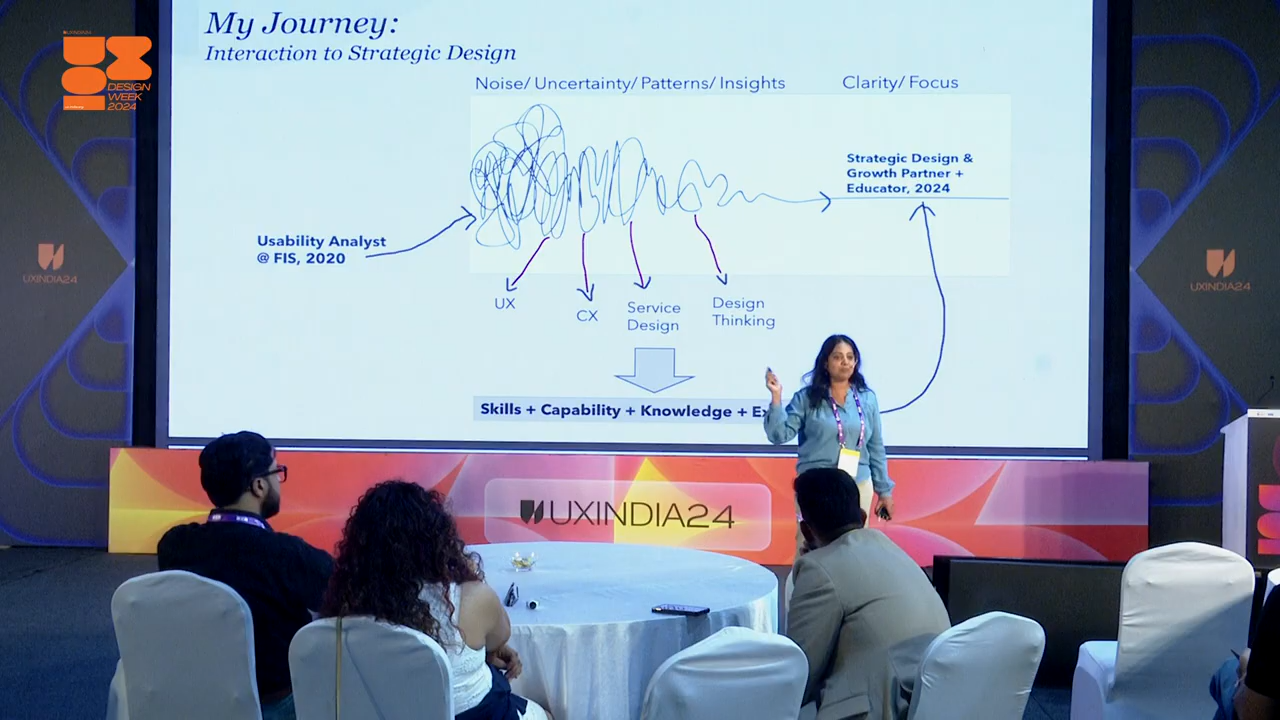 My Journey:
Interaction to Strategic Design
Noise/ Uncertainty/ Patterns/ Insights
Clarity/ Focus
Strategic Design &
Growth Partner +
Educator, 2024
Usability Analyst
@ FIS, 2020
UX
CX
Service
Design
Design
Thinking
Skills + Capability + Knowledge + Ex
DESIGN
WEEK
2024
UXINDIA24
UXINDIA24
UXINDIA24